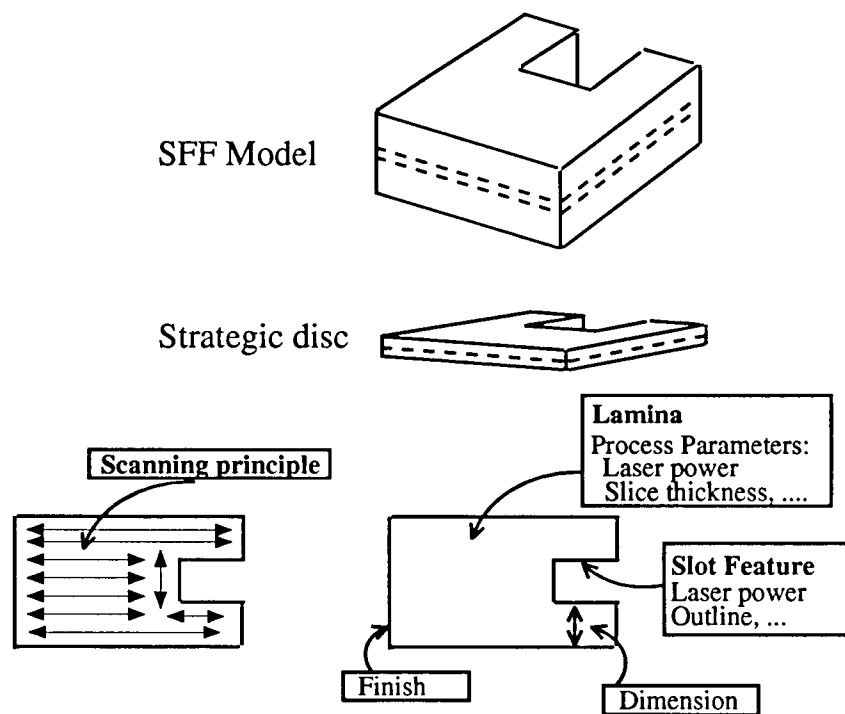 SFF Model
Strategic disc
Lamina
Process Parameters:
Laser power
Slice thickness, ....
Scanning principle
Slot Feature
Laser power
Outline, ...
Finish
Dimension